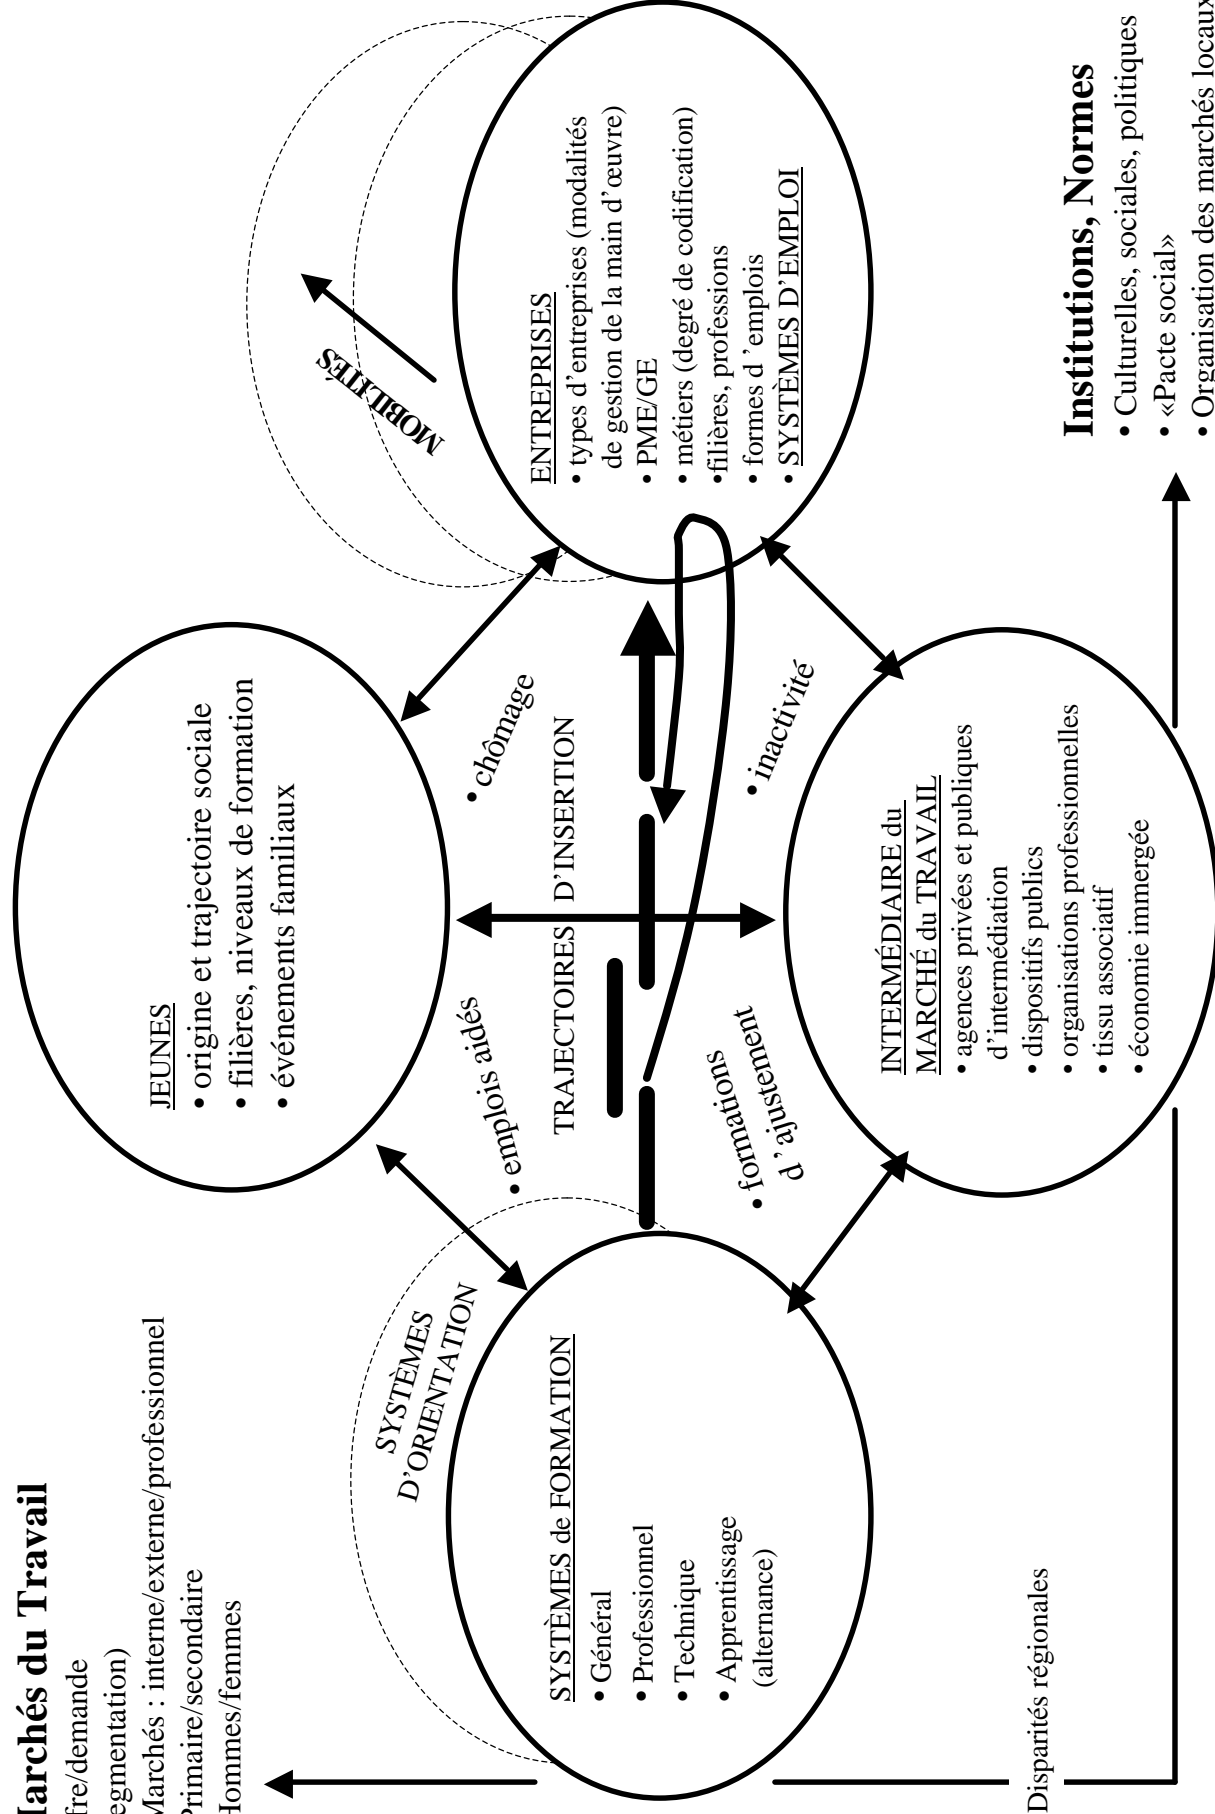 Marchés du Travail
fre/demande
egmentation)
Marchés : interne/externe/professionnel
Primaire/secondaire
Hommes/femmes
JEUNES
• origine et trajectoire sociale
• filières, niveaux de formation
• événements familiaux
MOBILITÉS
SYSTÈMES
D'ORIENTATION
• emplois aidés
• chômage
SYSTÈMES de FORMATION
• Général
• Professionnel
• Technique
• Apprentissage
(alternance)
TRAJECTOIRES D'INSERTION
ENTREPRISES
• types d'entreprises (modalités
de gestion de la main d'œuvre)
• PME/GE
• métiers (degré de codification)
•filières, professions
• formes d 'emplois
• SYSTÈMES D'EMPLOI
• formations
d 'ajustement
• inactivité
INTERMÉDIAIRE du
MARCHÉ du TRAVAIL
• agences privées et publiques
d'intermédiation
• dispositifs publics
• organisations professionnelles
• tissu associatif
• économie immergée
Disparités régionales
Institutions, Normes
• Culturelles, sociales, politiques
• «Pacte social»
• Organisation des marchés locaux